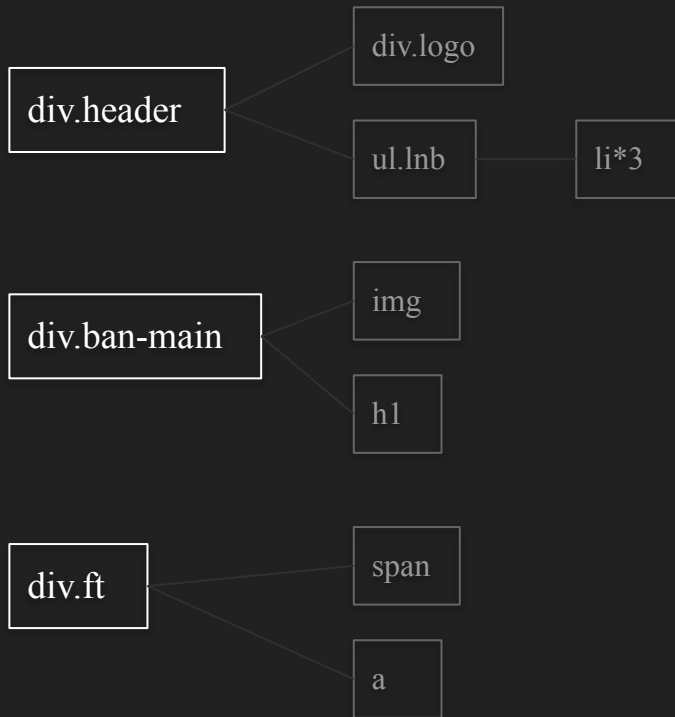 div.header
div.logo
ul.lnb
li*3
div.ban-main
img
h1
div.ft
span
a